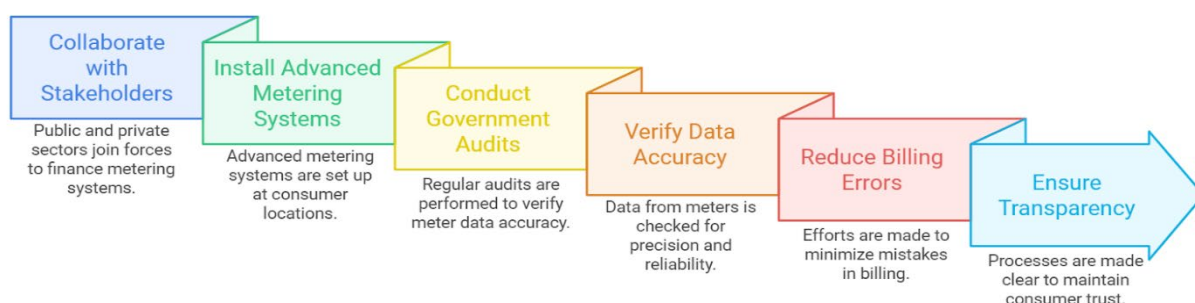 Collaborate
with
Stakeholders
Public and private
sectors join forces
to finance metering
systems.
Install Advanced
Metering
Systems
Advanced metering
systems are set up
at consumer
locations.
Conduct
Government
Audits
Regular audits are
performed to verify
meter data accuracy.
Verify Data
Accuracy
Data from meters is
checked for
precision and
reliability.
Reduce Billing
Errors
Efforts are made to
minimize mistakes
in billing.
Ensure
Transparency
Processes are made
clear to maintain
consumer trust.